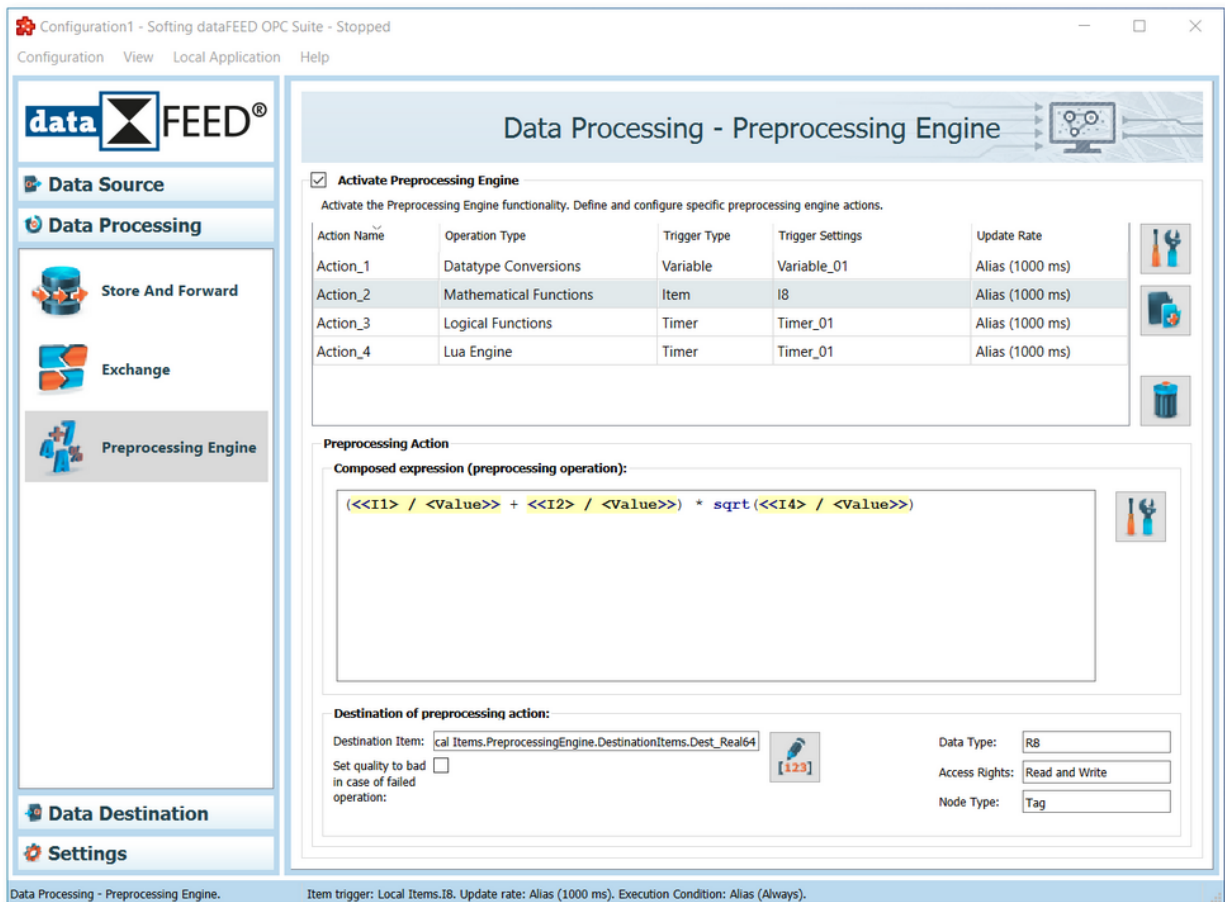 Configuration1 - Softing dataFEED OPC Suite - Stopped
Configuration View Local Application Help
data FEED®
Data Source
Data Processing
Store And Forward
Exchange
Preprocessing Engine
Data Destination
Settings
Data Processing - Preprocessing Engine
Activate Preprocessing Engine
Activate the Preprocessing Engine functionality. Define and configure specific preprocessing engine actions.
Action Name Operation Type Trigger Type Trigger Settings Update Rate
Action_1 Datatype Conversions Variable Variable_01 Alias (1000 ms)
Action_2 Mathematical Functions Item I8 Alias (1000 ms)
Action_3 Logical Functions Timer Timer_01 Alias (1000 ms)
Action_4 Lua Engine Timer Timer_01 Alias (1000 ms)
Preprocessing Action
Composed expression (preprocessing operation):
(<<I1> / <Value>> + <<I2> / <Value>>) * sqrt(<<I4> / <Value>>)
Destination of preprocessing action:
Destination Item: cal Items.PreprocessingEngine.DestinationItems.Dest_Real64
Set quality to bad
in case of failed
operation:
[123]
Data Type: R8
Access Rights: Read and Write
Node Type: Tag
Data Processing - Preprocessing Engine. Item trigger: Local Items.I8. Update rate: Alias (1000 ms). Execution Condition: Alias (Always).